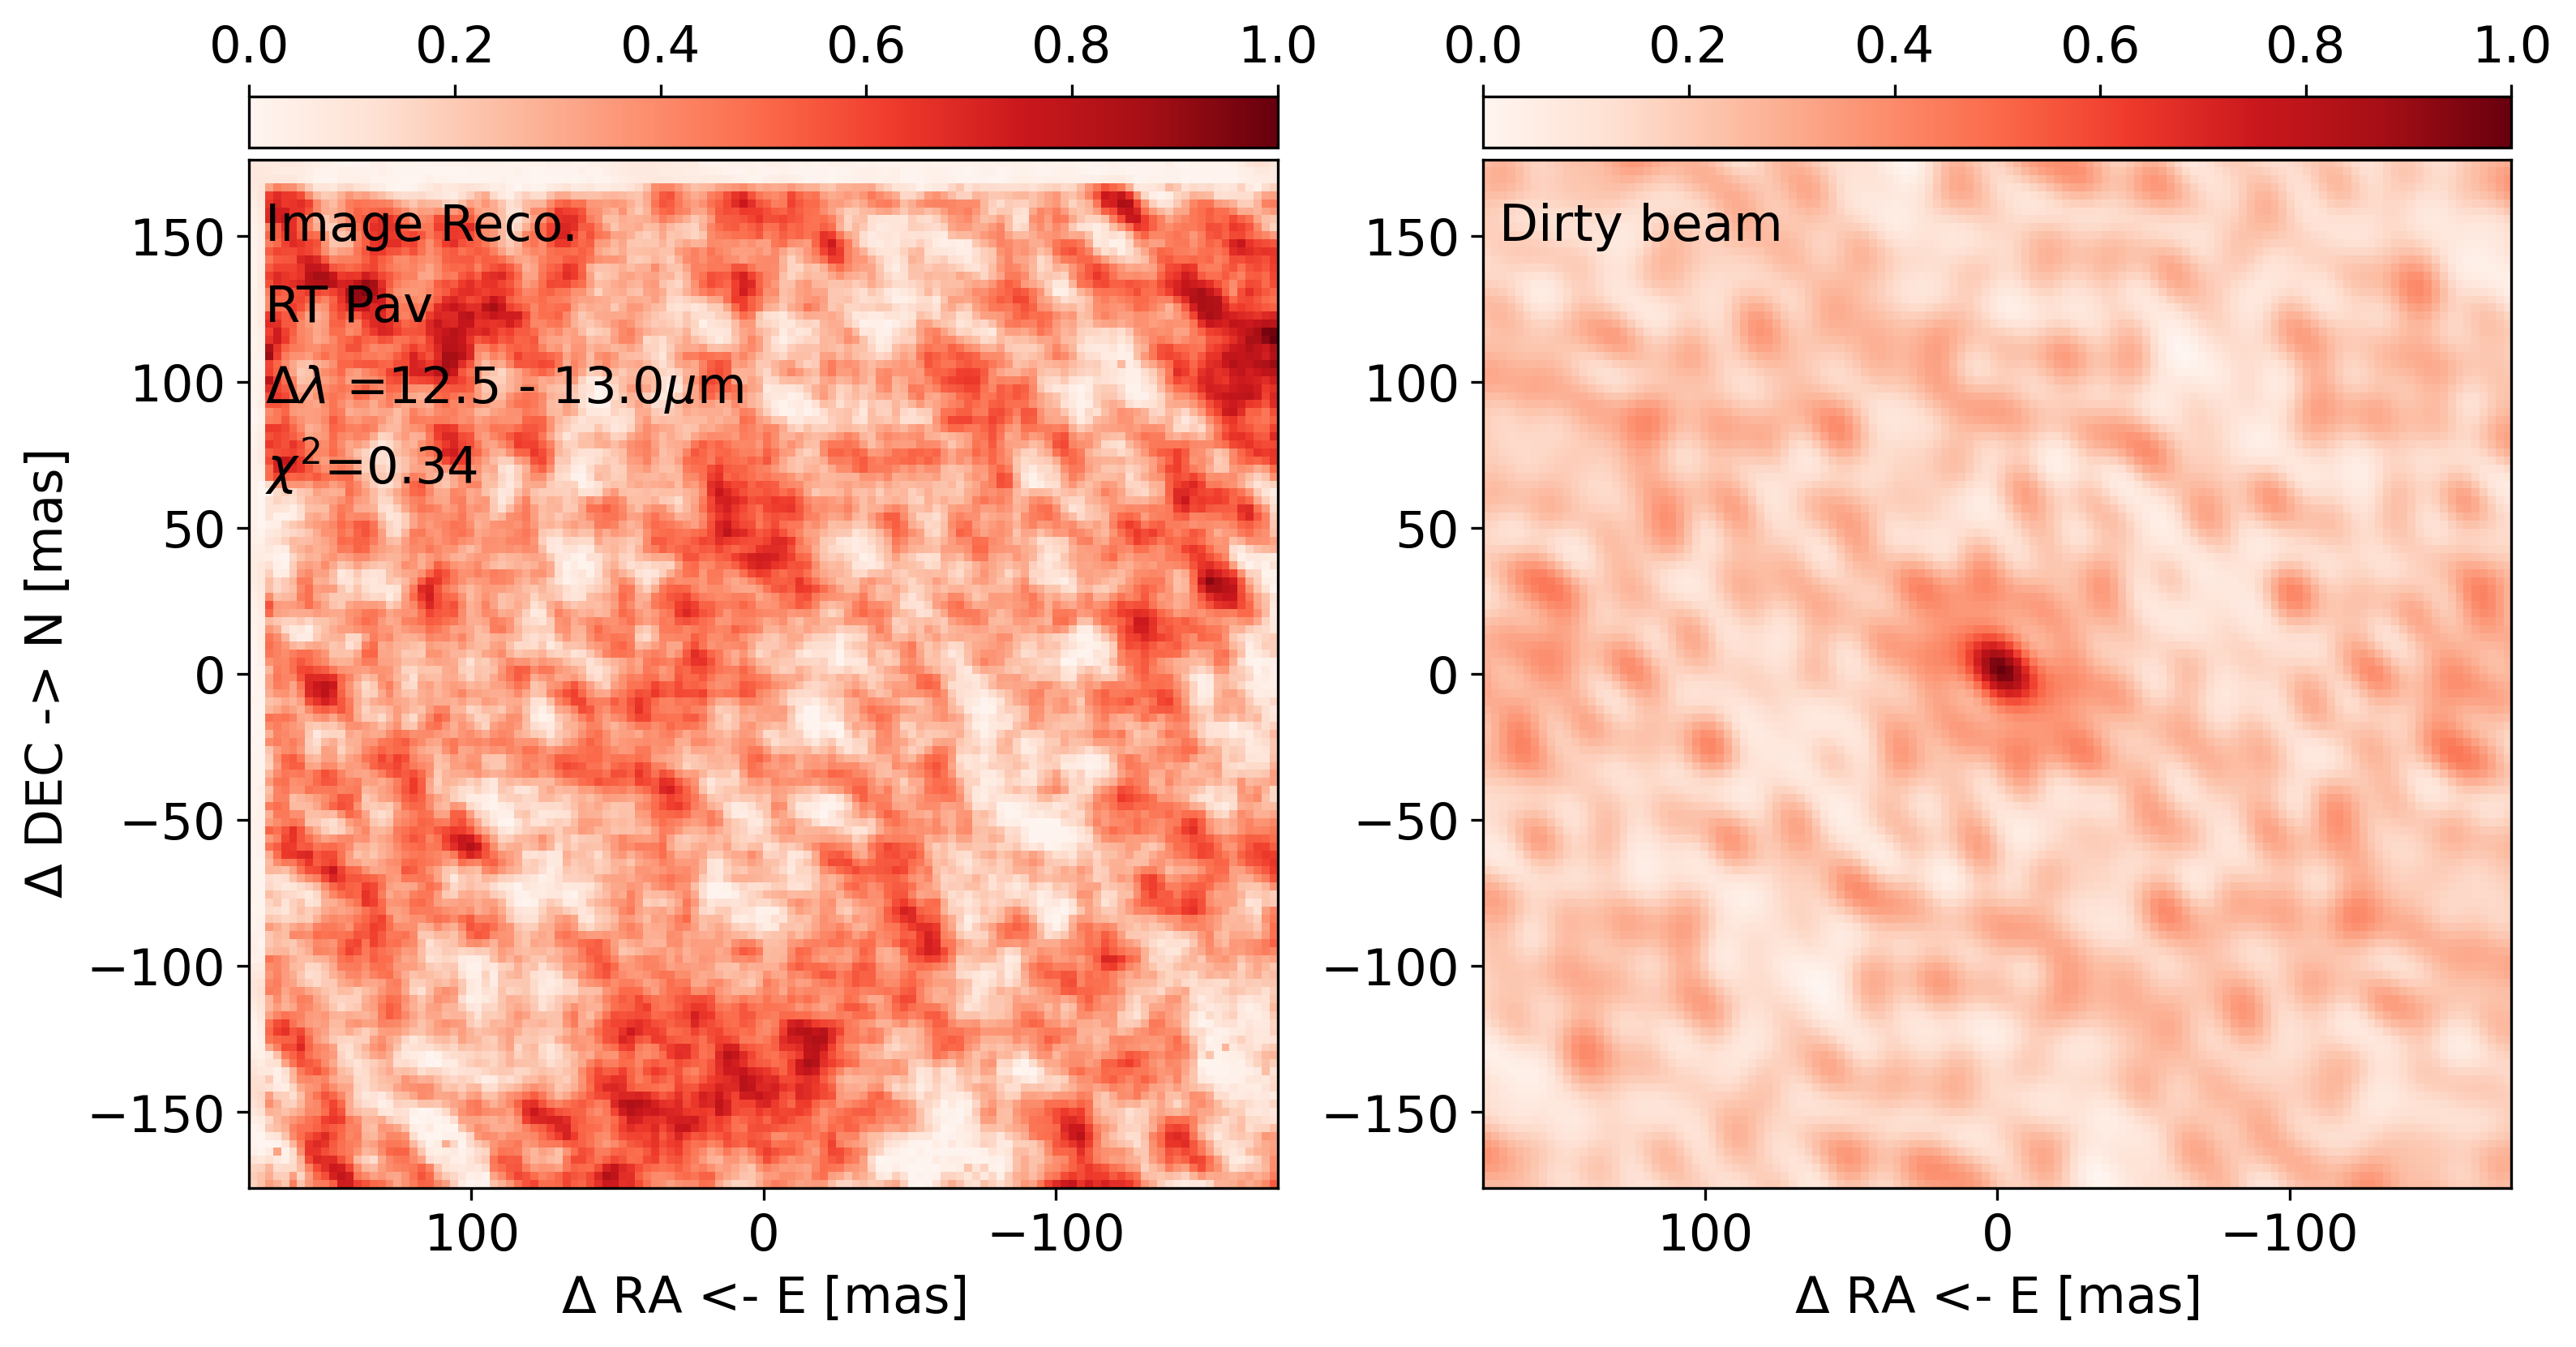 0.0 0.2 0.4 0.6 0.8 1.0
Image Reco.
RT Pav
Δλ =12.5 - 13.0μm
χ²=0.34
150
100
50
0
−50
−100
−150
Δ DEC -> N [mas]
100 0 −100
Δ RA <- E [mas]
0.0 0.2 0.4 0.6 0.8 1.0
Dirty beam
150
100
50
0
−50
−100
−150
100 0 −100
Δ RA <- E [mas]